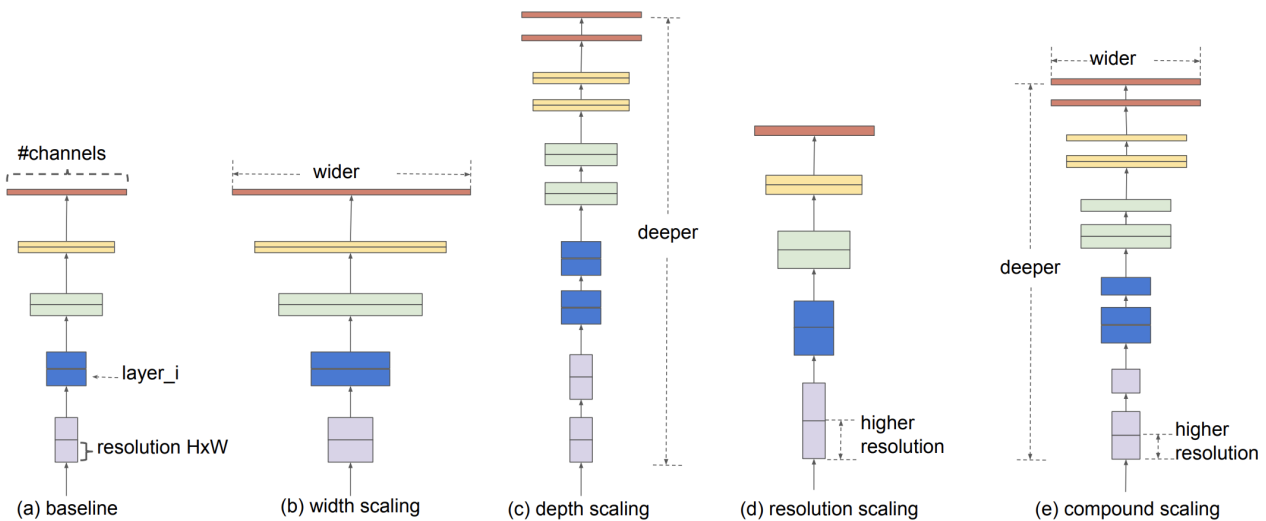 #channels
layer_i
resolution HxW
(a) baseline
wider
(b) width scaling
deeper
(c) depth scaling
higher
resolution
(d) resolution scaling
wider
deeper
higher
resolution
(e) compound scaling